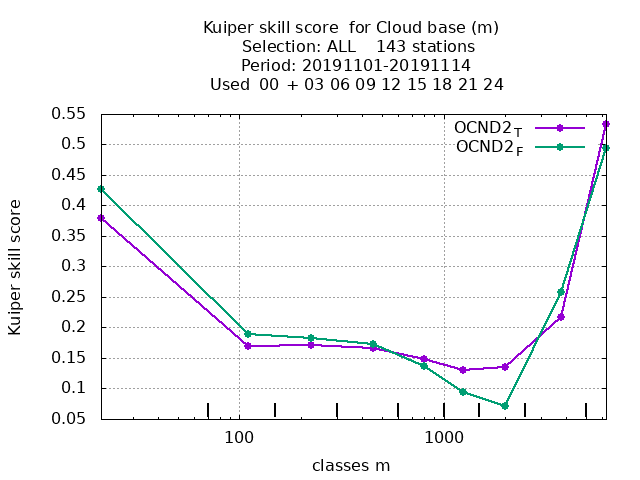 Kuiper skill score  for Cloud base (m)
Selection: ALL    143 stations
Period: 20191101-20191114
Used  00 + 03 06 09 12 15 18 21 24
OCND2_T
OCND2_F
0.55
0.5
0.45
0.4
0.35
0.3
0.25
0.2
0.15
0.1
0.05
Kuiper skill score
100
1000
classes m